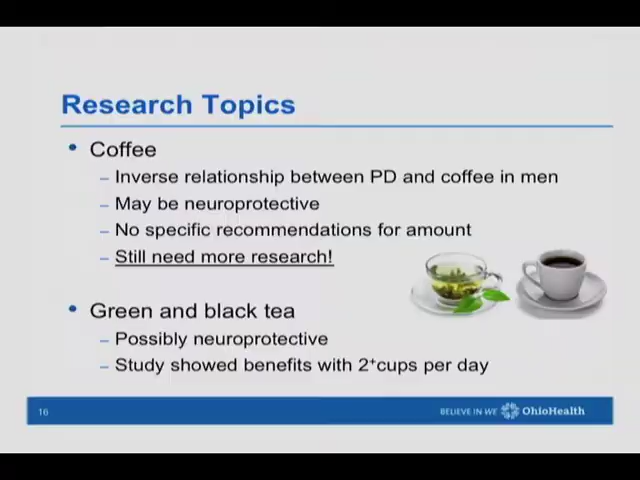 Research Topics
• Coffee
– Inverse relationship between PD and coffee in men
– May be neuroprotective
– No specific recommendations for amount
– Still need more research!
• Green and black tea
– Possibly neuroprotective
– Study showed benefits with 2⁺cups per day
16
BELIEVE IN WE OhioHealth